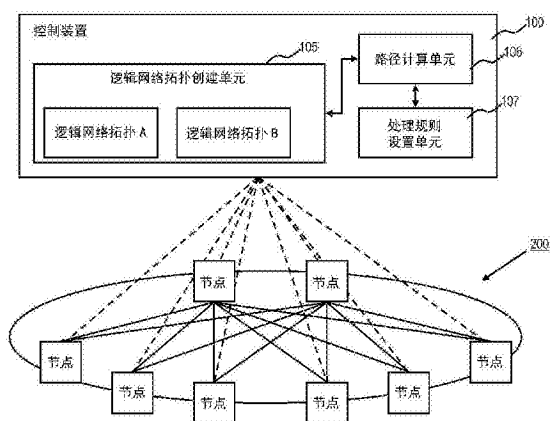 控制装置
100
105
逻辑网络拓扑创建单元
逻辑网络拓扑A
逻辑网络拓扑B
路径计算单元
106
107
处理规则
设置单元
200
节点
节点
节点
节点
节点
节点
节点
节点